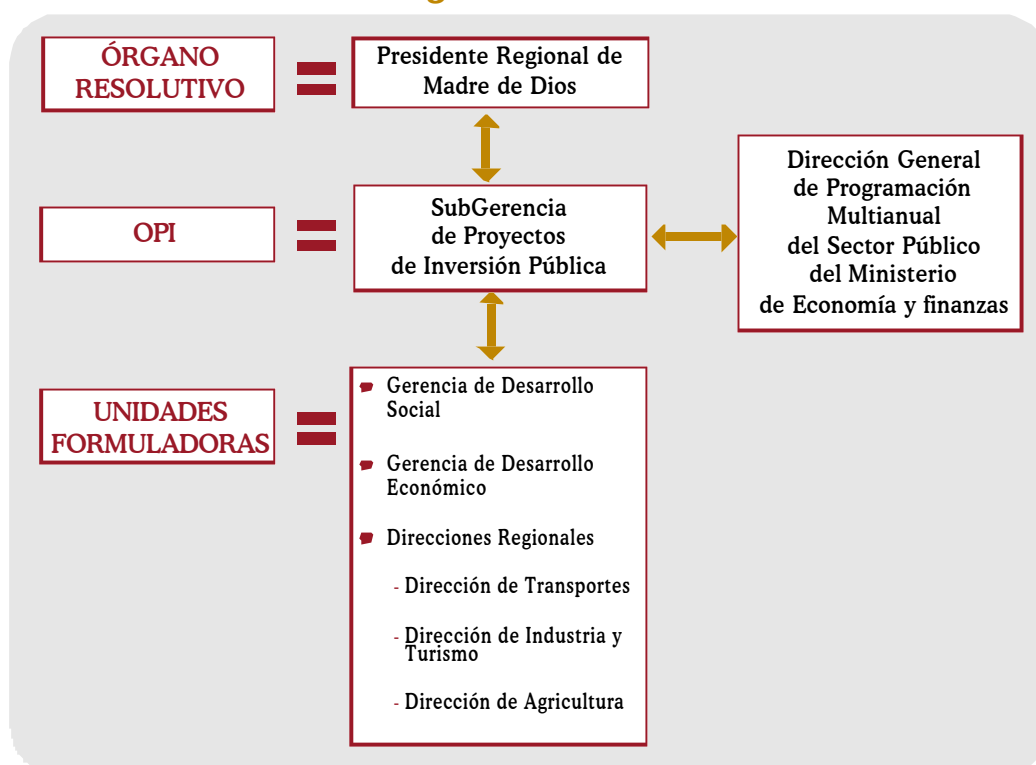 ÓRGANO
RESOLUTIVO
Presidente Regional de
Madre de Dios
OPI
SubGerencia
de Proyectos
de Inversión Pública
Dirección General
de Programación
Multianual
del Sector Público
del Ministerio
de Economía y finanzas
UNIDADES
FORMULADORAS
Gerencia de Desarrollo
Social
Gerencia de Desarrollo
Económico
Direcciones Regionales
- Dirección de Transportes
- Dirección de Industria y
Turismo
- Dirección de Agricultura